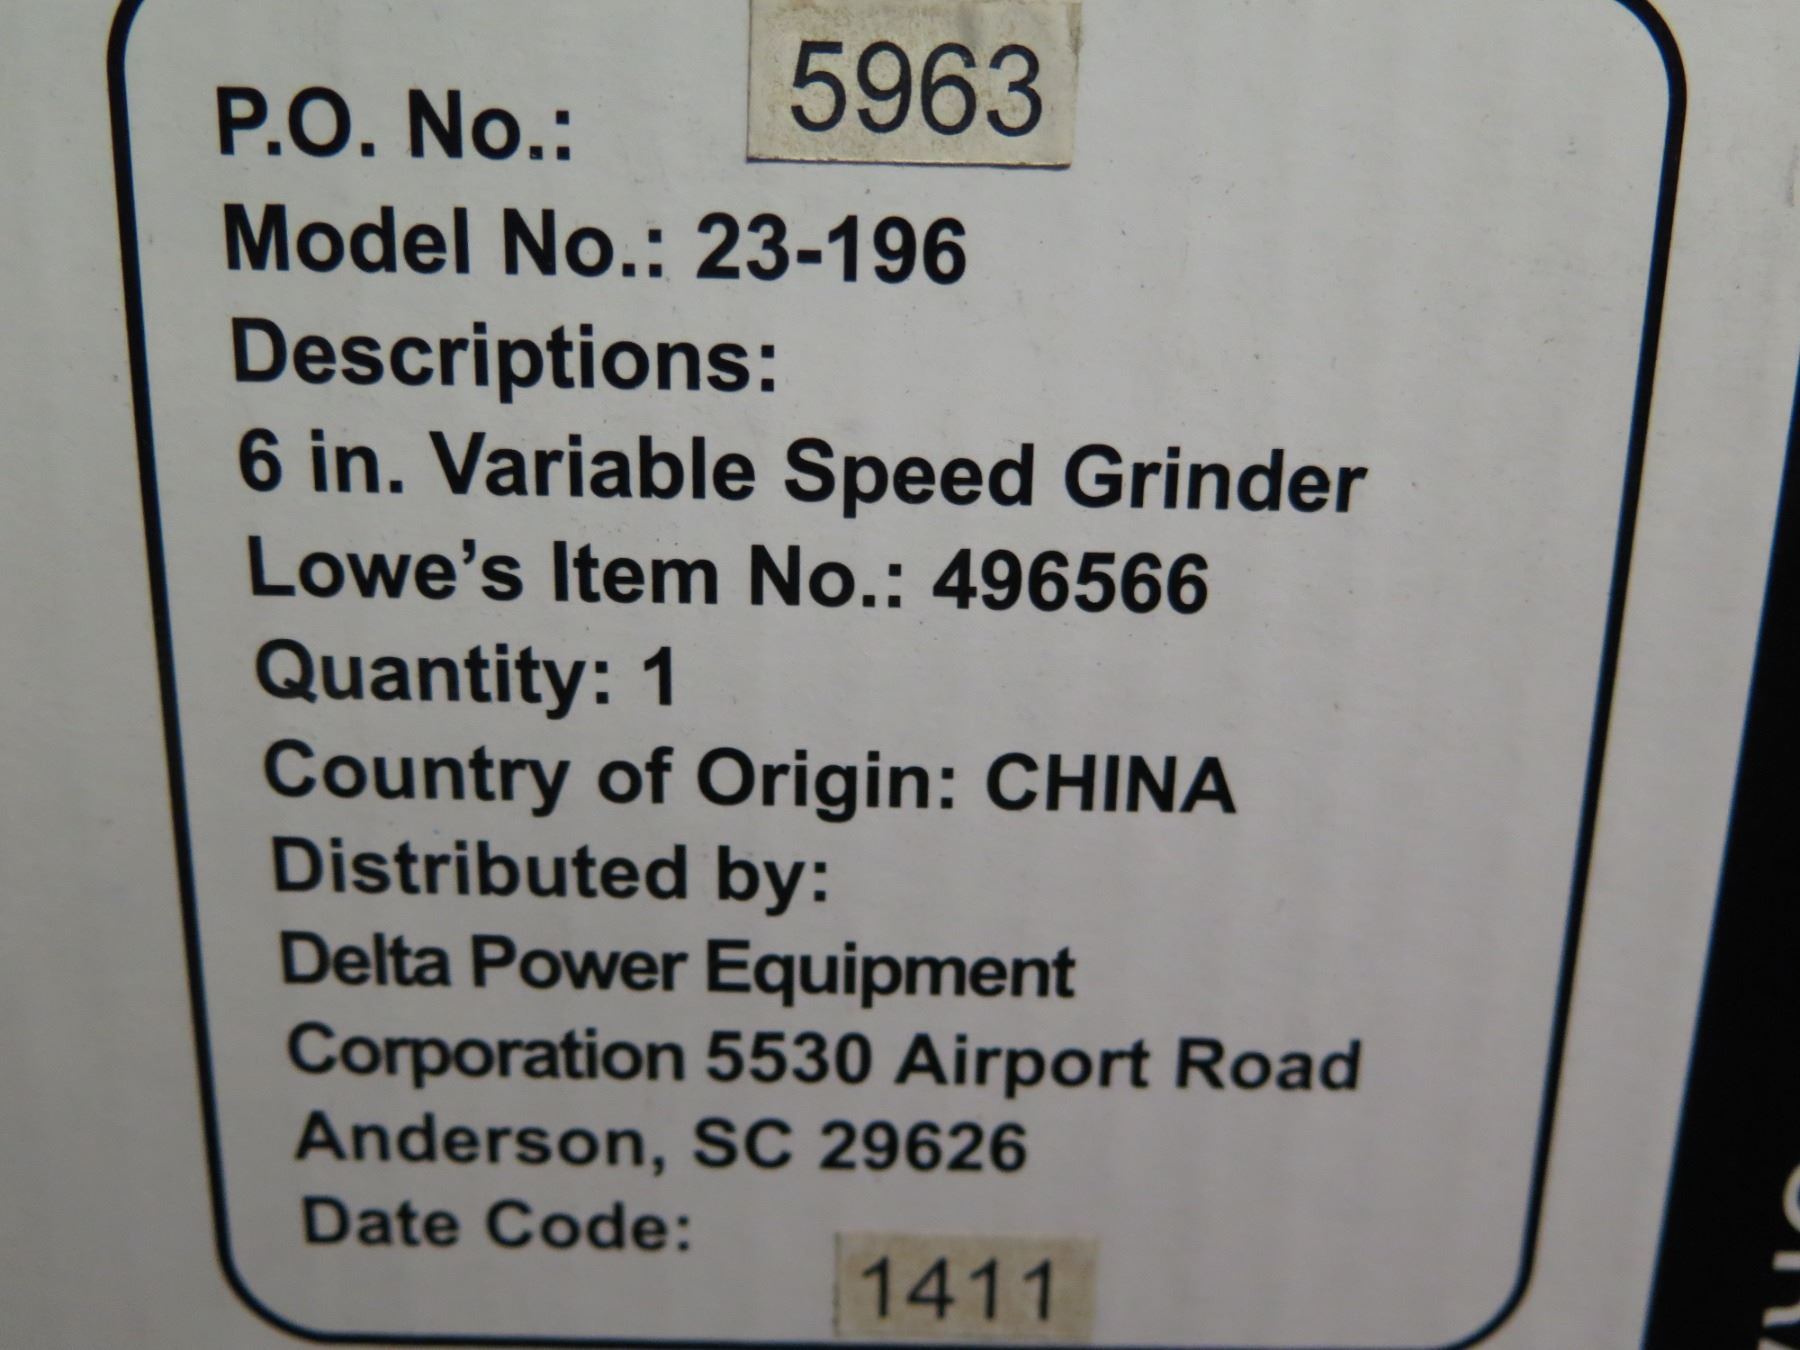 P.O. No.: 5963
Model No.: 23-196
Descriptions:
6 in. Variable Speed Grinder
Lowe’s Item No.: 496566
Quantity: 1
Country of Origin: CHINA
Distributed by:
Delta Power Equipment
Corporation 5530 Airport Road
Anderson, SC 29626
Date Code: 1411